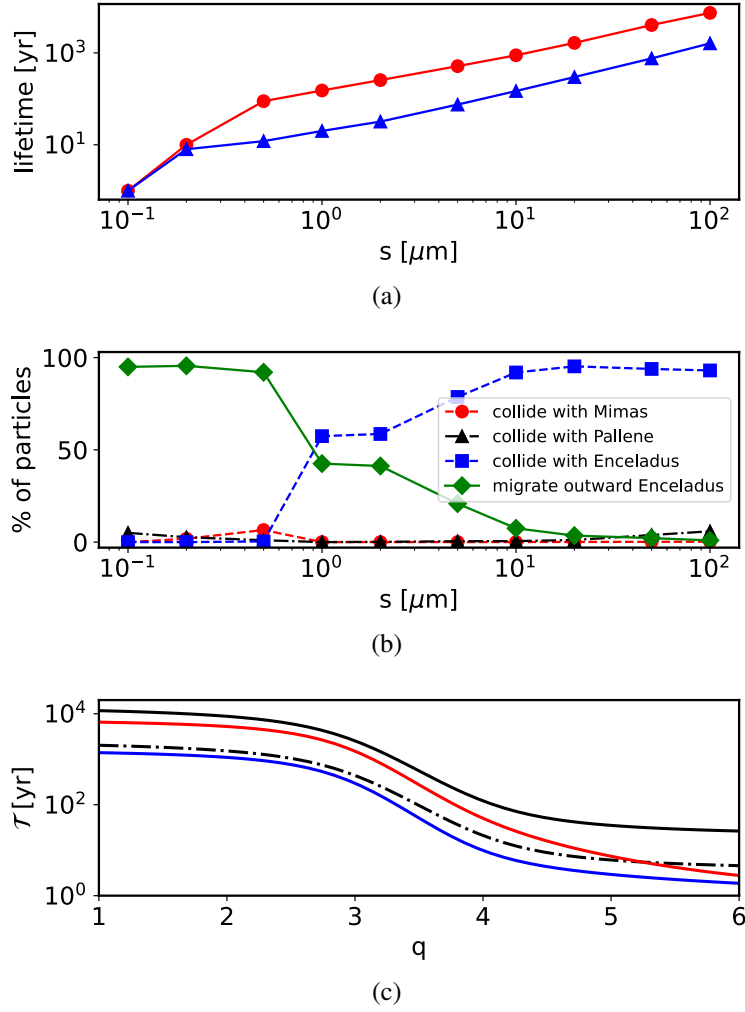 lifetime [yr]
10³
10¹
10⁻¹ 10⁰ 10¹ 10²
s [μm]
(a)
% of particles
100
50
0
collide with Mimas
collide with Pallene
collide with Enceladus
migrate outward Enceladus
10⁻¹ 10⁰ 10¹ 10²
s [μm]
(b)
𝒯 [yr]
10⁴
10²
10⁰
1 2 3 4 5 6
q
(c)